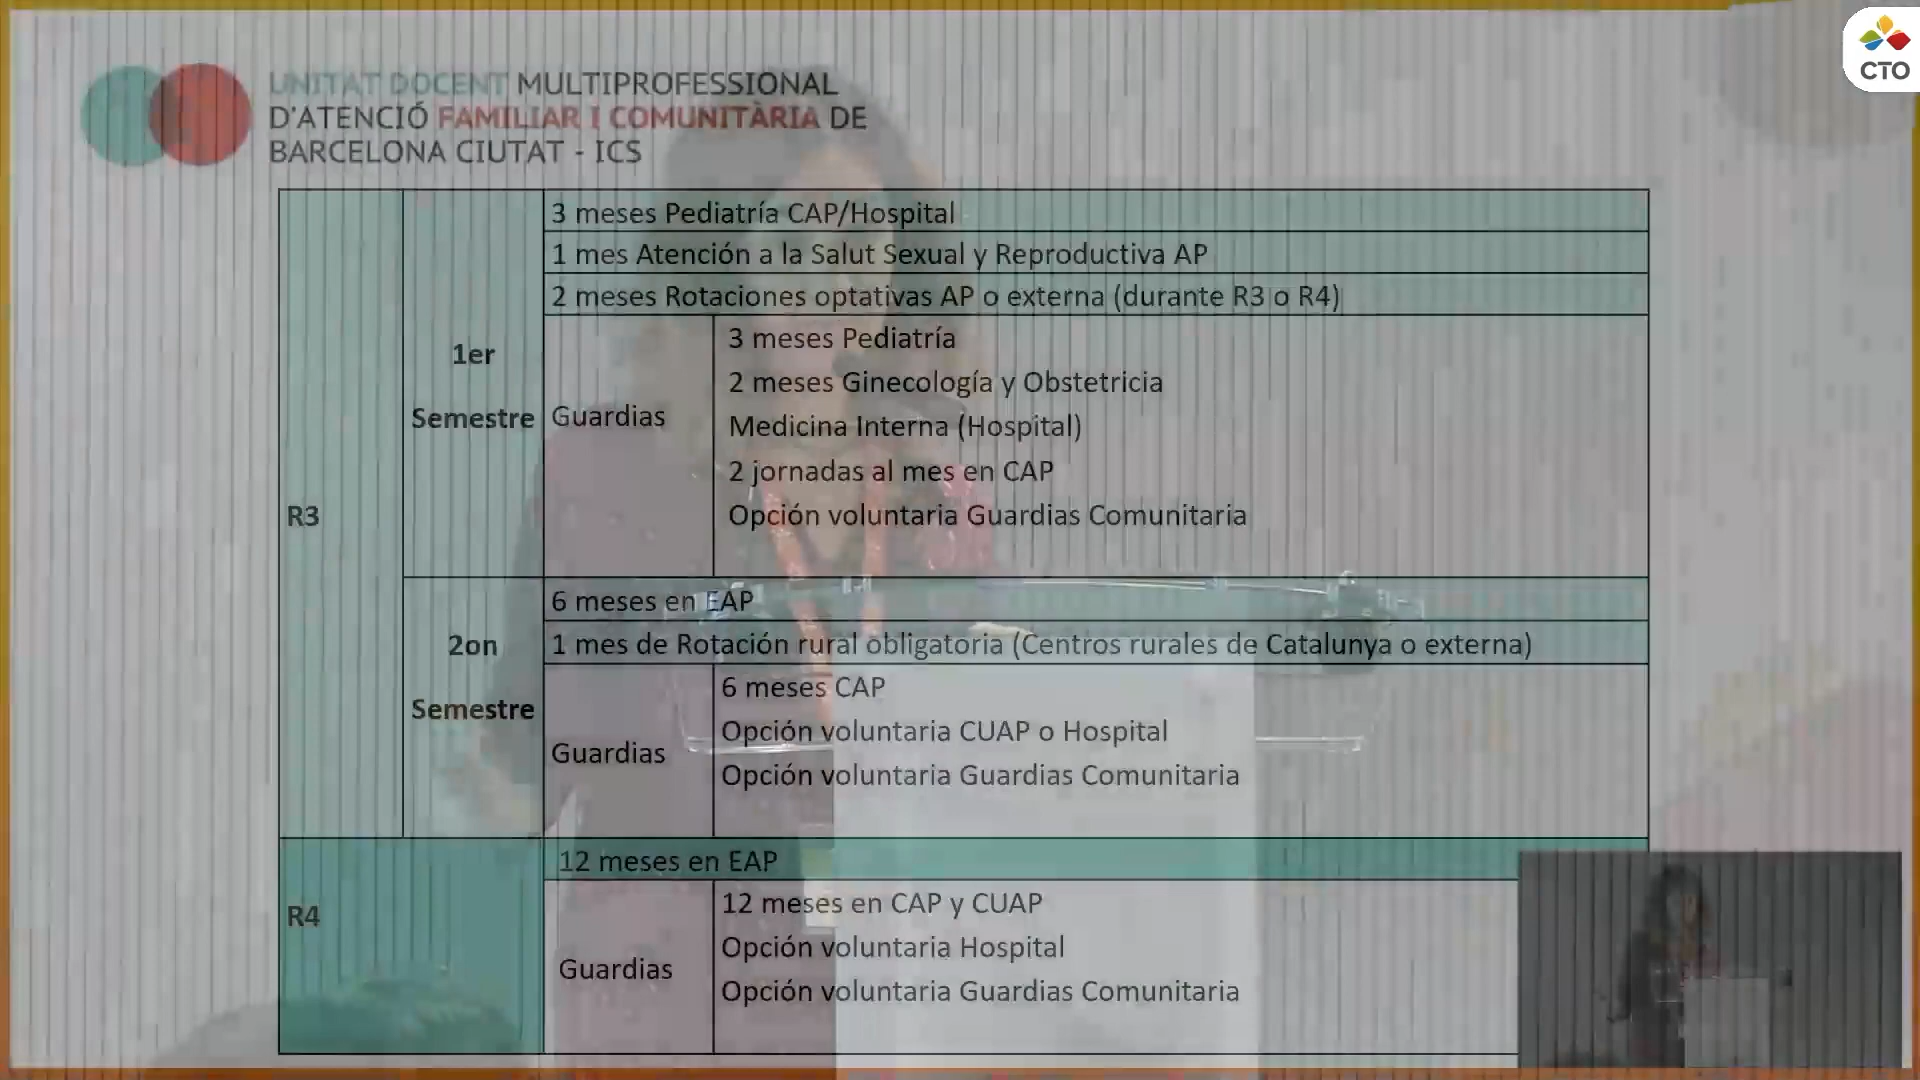 CTO
UNITAT DOCENT MULTIPROFESSIONAL
D'ATENCIÓ FAMILIAR I COMUNITÀRIA DE
BARCELONA CIUTAT - ICS
R3
1er
Semestre
3 meses Pediatría CAP/Hospital
1 mes Atención a la Salut Sexual y Reproductiva AP
2 meses Rotaciones optativas AP o externa (durante R3 o R4)
Guardias
3 meses Pediatría
2 meses Ginecología y Obstetricia
Medicina Interna (Hospital)
2 jornadas al mes en CAP
Opción voluntaria Guardias Comunitaria
2on
Semestre
6 meses en EAP
1 mes de Rotación rural obligatoria (Centros rurales de Catalunya o externa)
Guardias
6 meses CAP
Opción voluntaria CUAP o Hospital
Opción voluntaria Guardias Comunitaria
R4
12 meses en EAP
Guardias
12 meses en CAP y CUAP
Opción voluntaria Hospital
Opción voluntaria Guardias Comunitaria